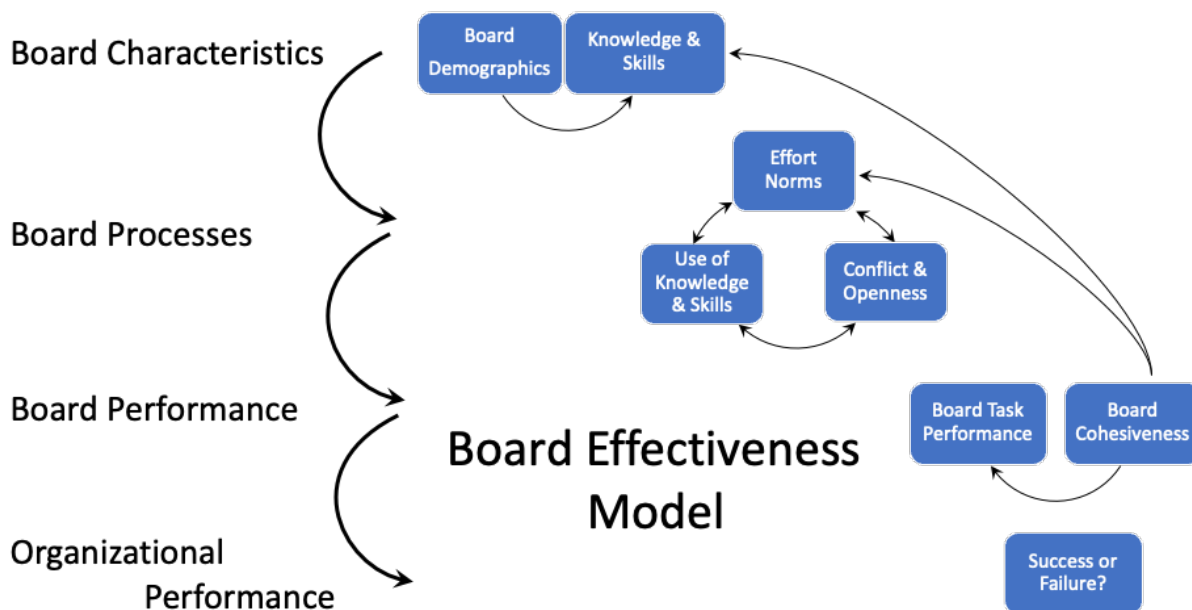 Board Characteristics
Board
Demographics
Knowledge &
Skills
Effort
Norms
Board Processes
Use of
Knowledge
& Skills
Conflict &
Openness
Board Performance
Board Task
Performance
Board
Cohesiveness
Board Effectiveness
Model
Organizational
Performance
Success or
Failure?